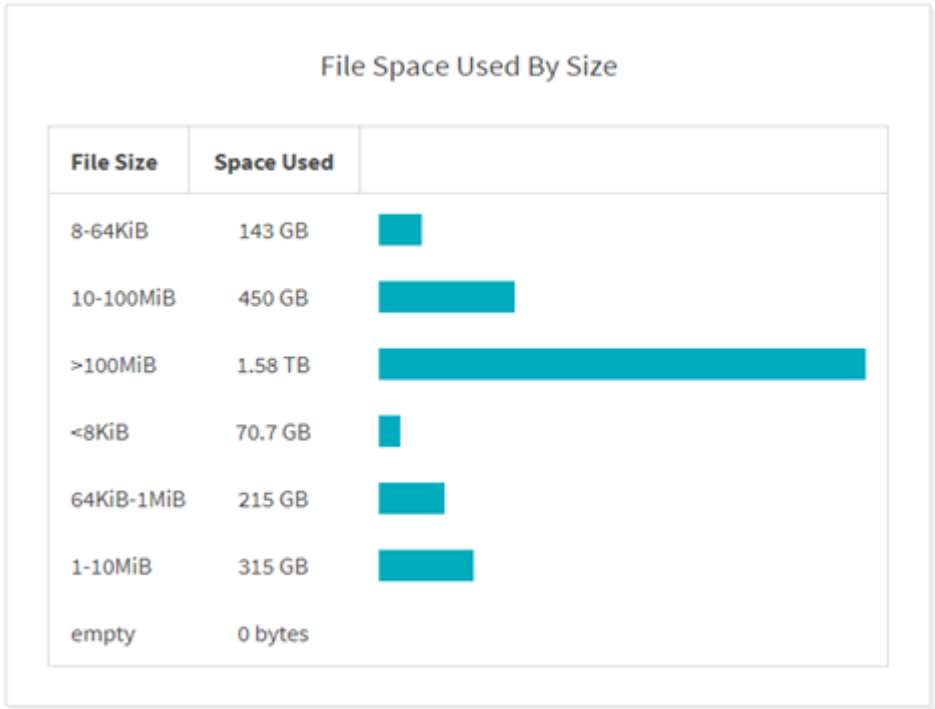 File Space Used By Size
File Size Space Used
8-64KiB 143 GB
10-100MiB 450 GB
>100MiB 1.58 TB
<8KiB 70.7 GB
64KiB-1MiB 215 GB
1-10MiB 315 GB
empty 0 bytes